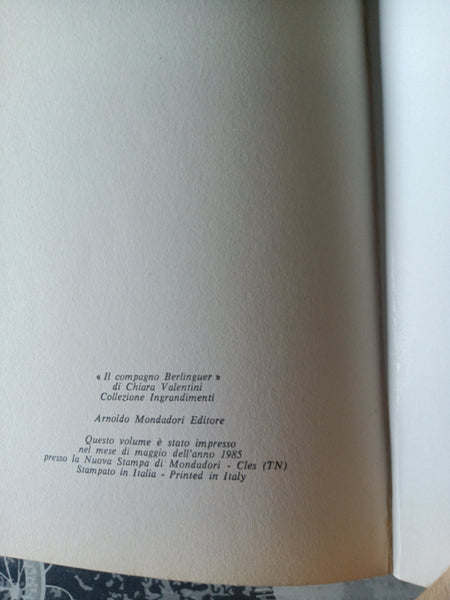 « Il compagno Berlinguer »
di Chiara Valentini
Collezione Ingrandimenti
Arnoldo Mondadori Editore
Questo volume è stato impresso
nel mese di maggio dell'anno 1985
presso la Nuova Stampa di Mondadori - Cles (TN)
Stampato in Italia - Printed in Italy